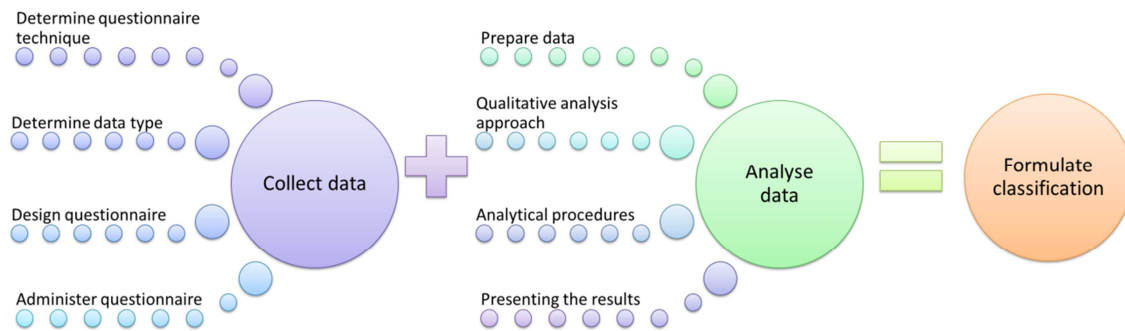 Determine questionnaire
technique
Determine data type
Design questionnaire
Administer questionnaire
Collect data
Prepare data
Qualitative analysis
approach
Analytical procedures
Presenting the results
Analyse
data
Formulate
classification